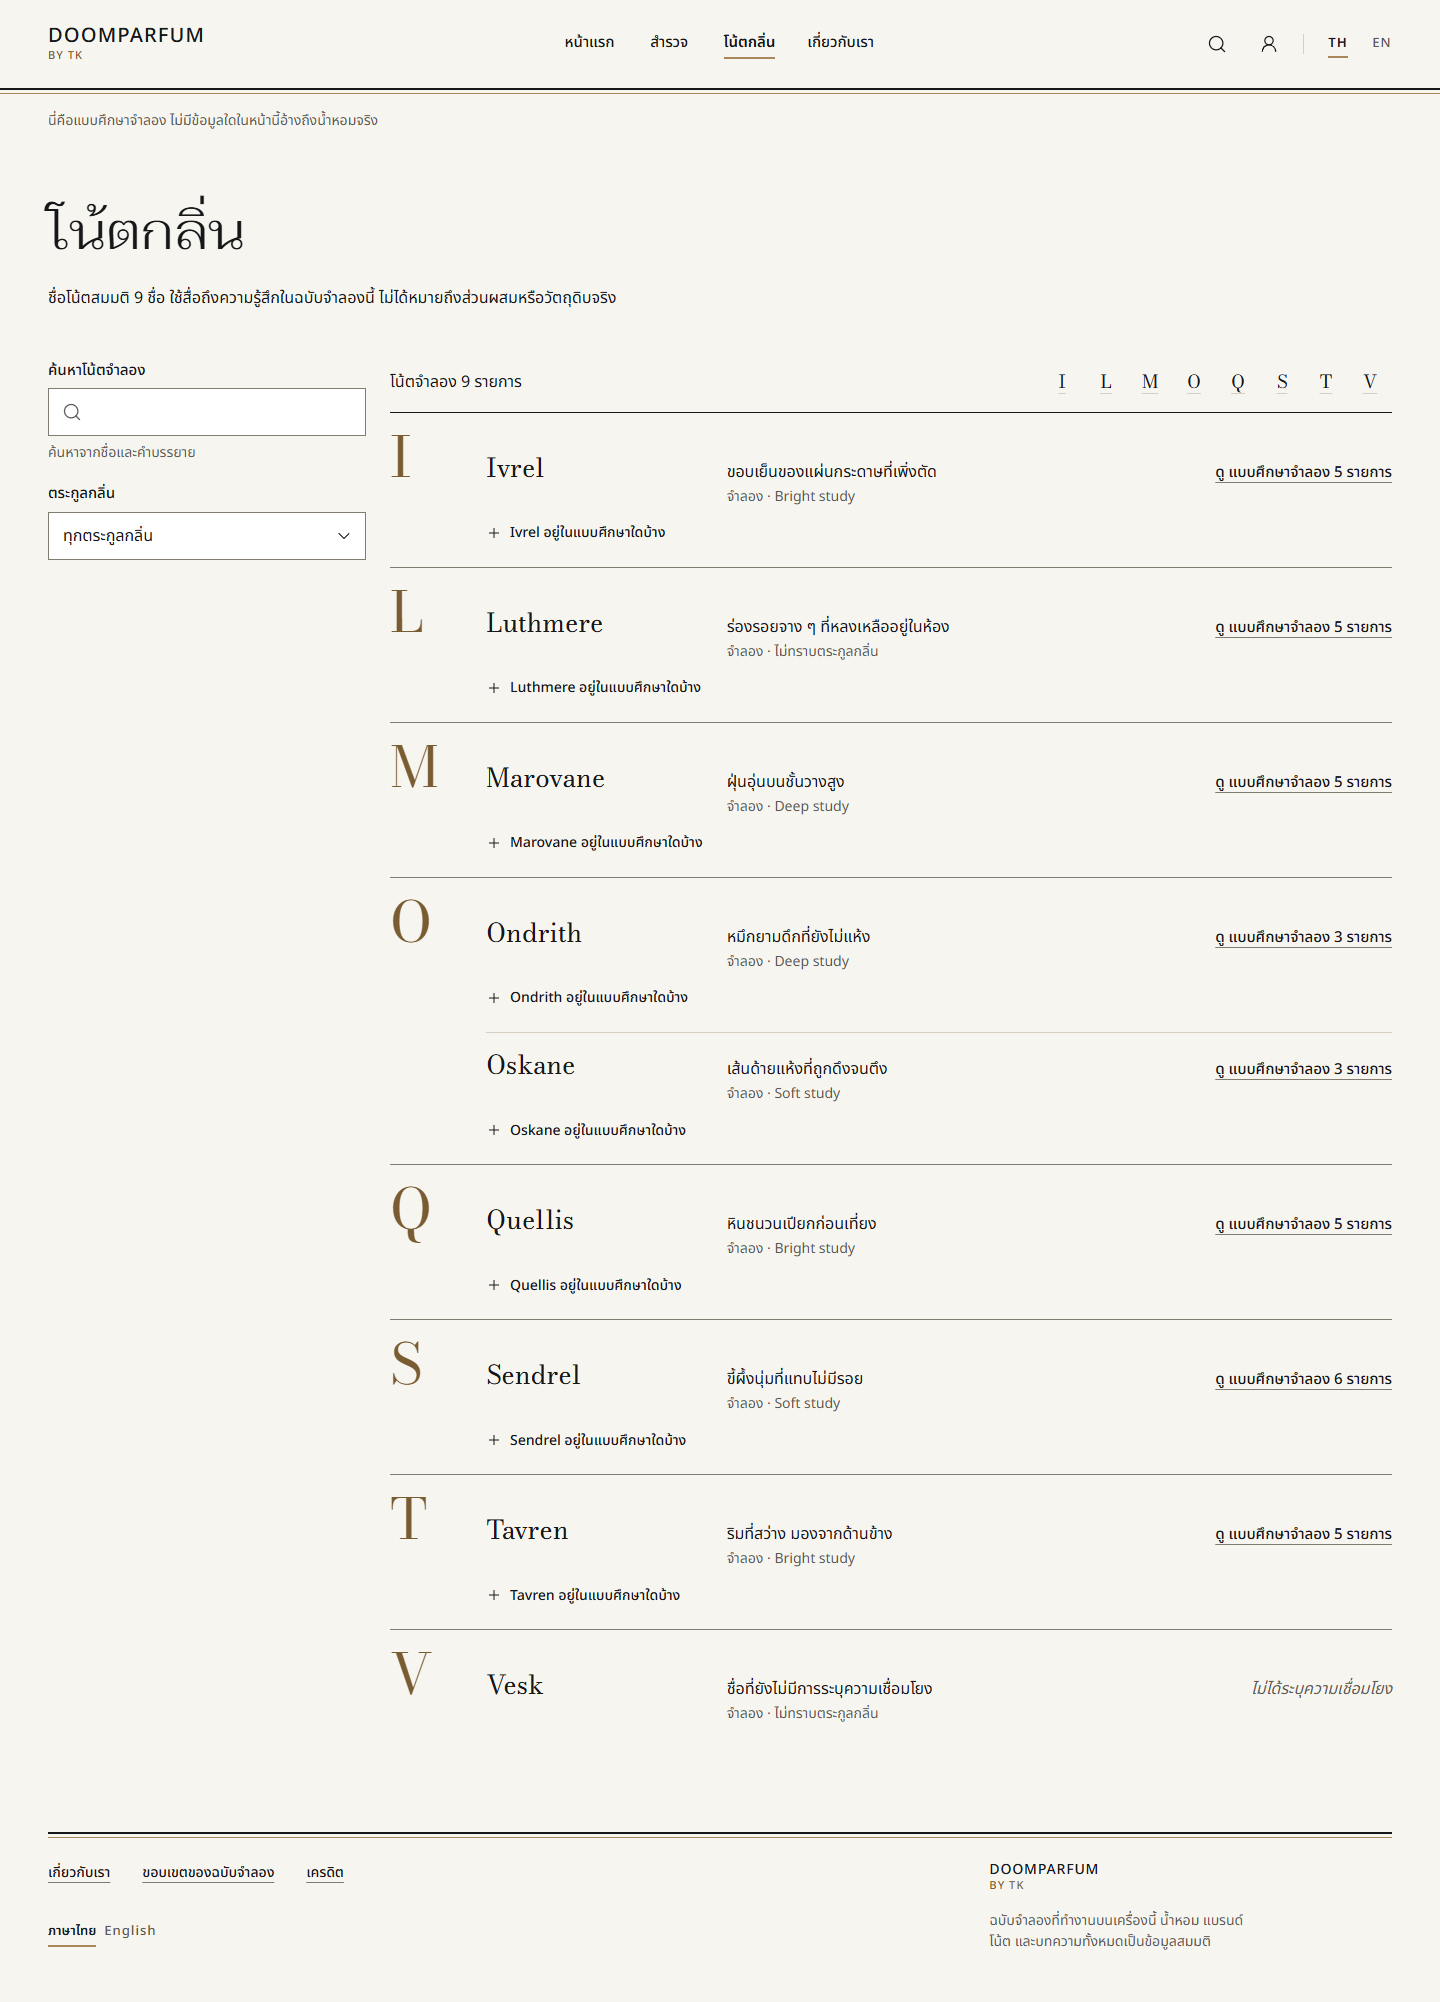 DOOMPARFUM
BY TK
หน้าแรก
สำรวจ
โน้ตกลิ่น
เกี่ยวกับเรา
TH
EN
นี่คือแบบศึกษาจำลอง ไม่มีข้อมูลใดในหน้านี้อ้างถึงน้ำหอมจริง
โน้ตกลิ่น
ชื่อโน้ตสมมติ 9 ชื่อ ใช้สื่อถึงความรู้สึกในฉบับจำลองนี้ ไม่ได้หมายถึงส่วนผสมหรือวัตถุดิบจริง
ค้นหาโน้ตจำลอง
ค้นหาจากชื่อและคำบรรยาย
ตระกูลกลิ่น
ทุกตระกูลกลิ่น
โน้ตจำลอง 9 รายการ
I L M O Q S T V
I
Ivrel
ขอบเย็นของแผ่นกระดาษที่เพิ่งตัด
จำลอง · Bright study
ดู แบบศึกษาจำลอง 5 รายการ
Ivrel อยู่ในแบบศึกษาใดบ้าง
L
Luthmere
ร่องรอยจาง ๆ ที่หลงเหลืออยู่ในห้อง
จำลอง · ไม่ทราบตระกูลกลิ่น
ดู แบบศึกษาจำลอง 5 รายการ
Luthmere อยู่ในแบบศึกษาใดบ้าง
M
Marovane
ฝุ่นอุ่นบนชั้นวางสูง
จำลอง · Deep study
ดู แบบศึกษาจำลอง 5 รายการ
Marovane อยู่ในแบบศึกษาใดบ้าง
O
Ondrith
หมึกยามดึกที่ยังไม่แห้ง
จำลอง · Deep study
ดู แบบศึกษาจำลอง 3 รายการ
Ondrith อยู่ในแบบศึกษาใดบ้าง
Oskane
เส้นด้ายแห้งที่ถูกดึงจนตึง
จำลอง · Soft study
ดู แบบศึกษาจำลอง 3 รายการ
Oskane อยู่ในแบบศึกษาใดบ้าง
Q
Quellis
หินชนวนเปียกก่อนเที่ยง
จำลอง · Bright study
ดู แบบศึกษาจำลอง 5 รายการ
Quellis อยู่ในแบบศึกษาใดบ้าง
S
Sendrel
ขี้ผึ้งนุ่มที่แทบไม่มีรอย
จำลอง · Soft study
ดู แบบศึกษาจำลอง 6 รายการ
Sendrel อยู่ในแบบศึกษาใดบ้าง
T
Tavren
ริมที่สว่าง มองจากด้านข้าง
จำลอง · Bright study
ดู แบบศึกษาจำลอง 5 รายการ
Tavren อยู่ในแบบศึกษาใดบ้าง
V
Vesk
ชื่อที่ยังไม่มีการระบุความเชื่อมโยง
จำลอง · ไม่ทราบตระกูลกลิ่น
ไม่ได้ระบุความเชื่อมโยง
เกี่ยวกับเรา
ขอบเขตของฉบับจำลอง
เครดิต
ภาษาไทย
English
DOOMPARFUM
BY TK
ฉบับจำลองที่ทำงานบนเครื่องนี้ น้ำหอม แบรนด์
โน้ต และบทความทั้งหมดเป็นข้อมูลสมมติ